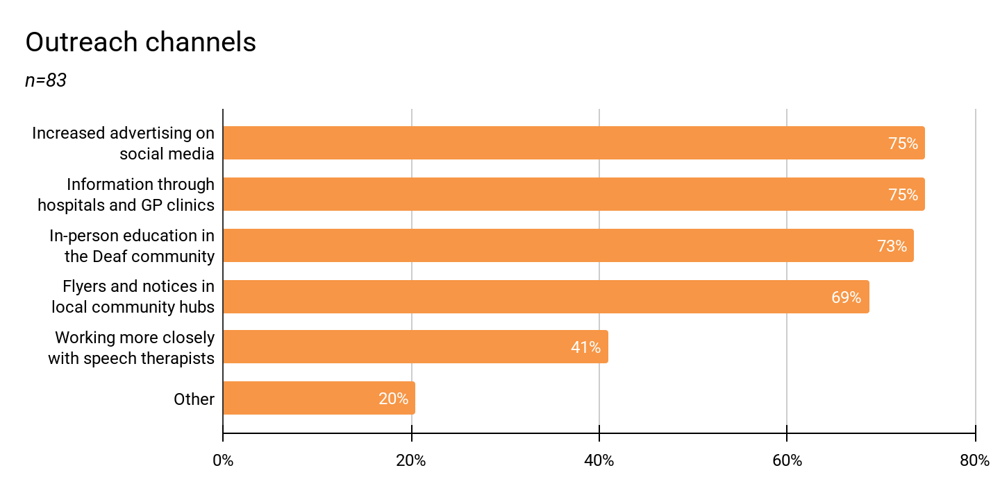 Outreach channels
n=83
Increased advertising on
social media
75%
Information through
hospitals and GP clinics
75%
In-person education in
the Deaf community
73%
Flyers and notices in
local community hubs
69%
Working more closely
with speech therapists
41%
Other
20%
0%
20%
40%
60%
80%